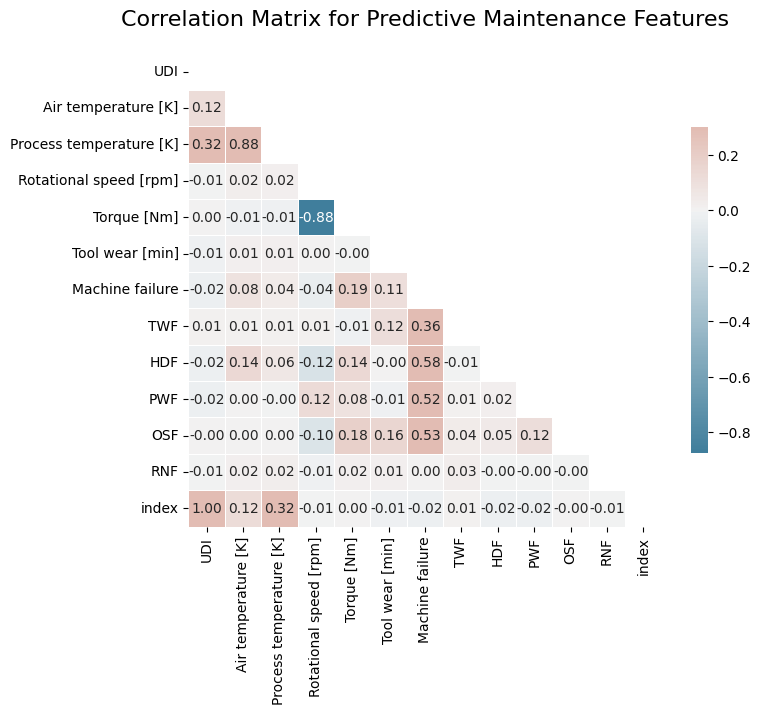 Correlation Matrix for Predictive Maintenance Features
UDI
Air temperature [K] 0.12
Process temperature [K] 0.32 0.88
Rotational speed [rpm] -0.01 0.02 0.02
Torque [Nm] 0.00 -0.01 -0.01 -0.88
Tool wear [min] -0.01 0.01 0.01 0.00 -0.00
Machine failure -0.02 0.08 0.04 -0.04 0.19 0.11
TWF 0.01 0.01 0.01 0.01 -0.01 0.12 0.36
HDF -0.02 0.14 0.06 -0.12 0.14 -0.00 0.58 -0.01
PWF -0.02 0.00 -0.00 0.12 0.08 -0.01 0.52 0.01 0.02
OSF -0.00 0.00 0.00 -0.10 0.18 0.16 0.53 0.04 0.05 0.12
RNF -0.01 0.02 0.02 -0.01 0.02 0.01 0.00 0.03 -0.00 -0.00 -0.00
index 1.00 0.12 0.32 -0.01 0.00 -0.01 -0.02 0.01 -0.02 -0.02 -0.00 -0.01
UDI
Air temperature [K]
Process temperature [K]
Rotational speed [rpm]
Torque [Nm]
Tool wear [min]
Machine failure
TWF
HDF
PWF
OSF
RNF
index
0.2
0.0
−0.2
−0.4
−0.6
−0.8